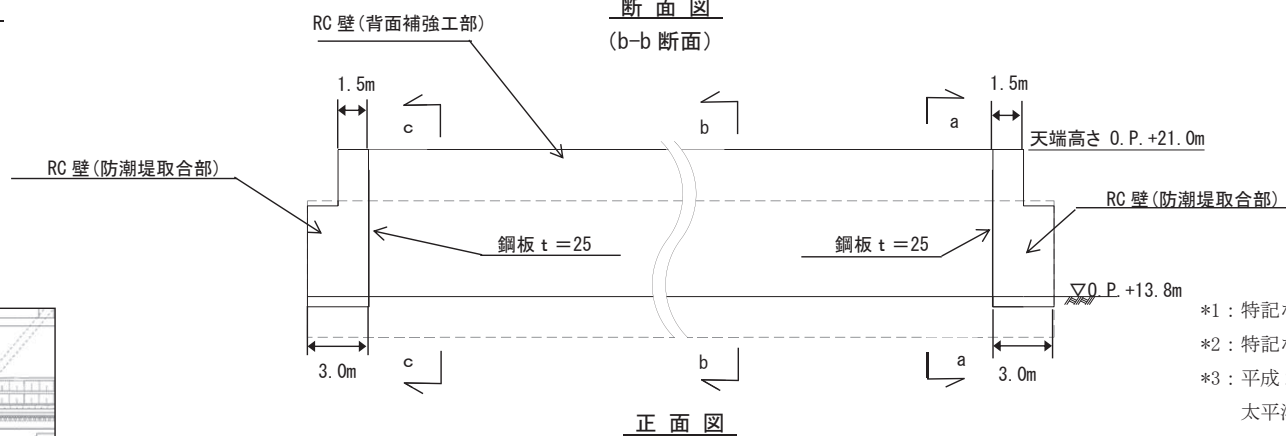 断 面 図
(b-b 断面)
RC 壁(背面補強工部)
1.5m
1.5m
c
b
a
天端高さ O.P.+21.0m
RC 壁(防潮堤取合部)
RC 壁(防潮堤取合部)
鋼板 t =25
鋼板 t =25
▽O.P.+13.8m
*1:特記
*2:特記
*3:平成
太平
3.0m
c
b
a
3.0m
正 面 図